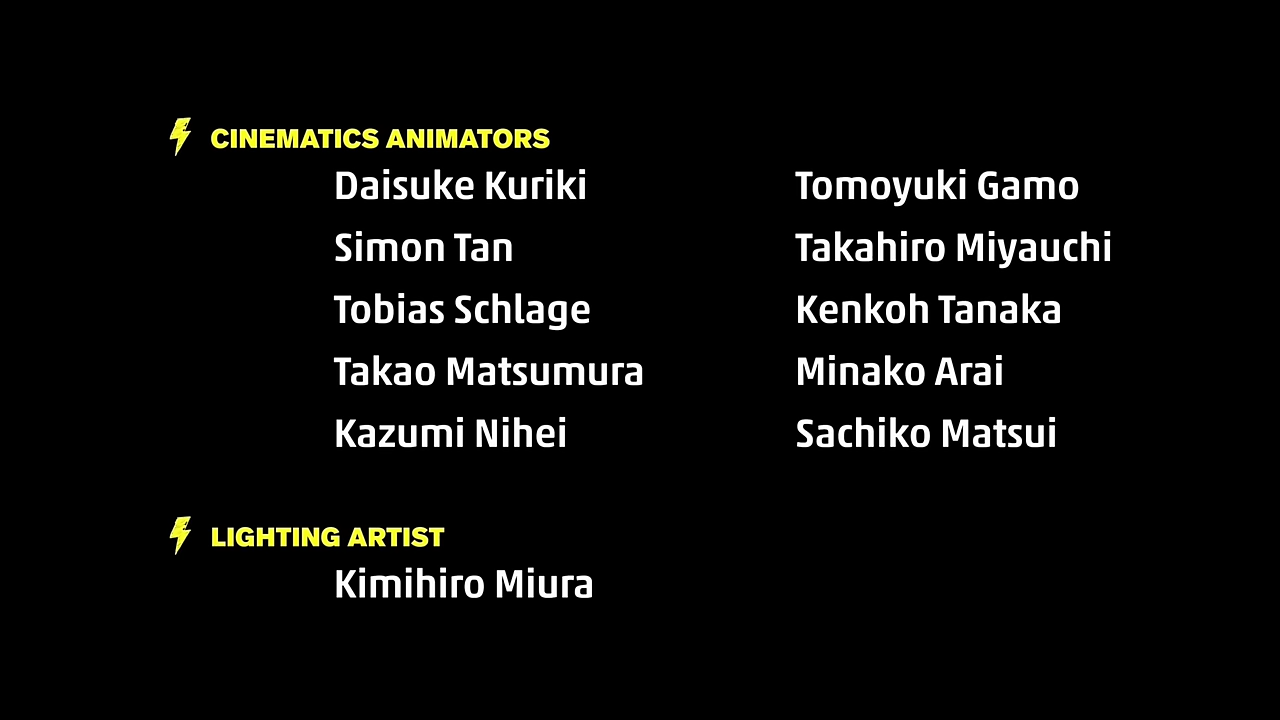 CINEMATICS ANIMATORS
Daisuke Kuriki Tomoyuki Gamo
Simon Tan Takahiro Miyauchi
Tobias Schlage Kenkoh Tanaka
Takao Matsumura Minako Arai
Kazumi Nihei Sachiko Matsui
LIGHTING ARTIST
Kimihiro Miura